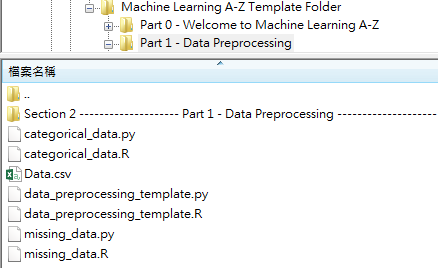 Machine Learning A-Z Template Folder
Part 0 - Welcome to Machine Learning A-Z
Part 1 - Data Preprocessing
檔案名稱
..
Section 2 -------------------- Part 1 - Data Preprocessing --------------------
categorical_data.py
categorical_data.R
Data.csv
data_preprocessing_template.py
data_preprocessing_template.R
missing_data.py
missing_data.R